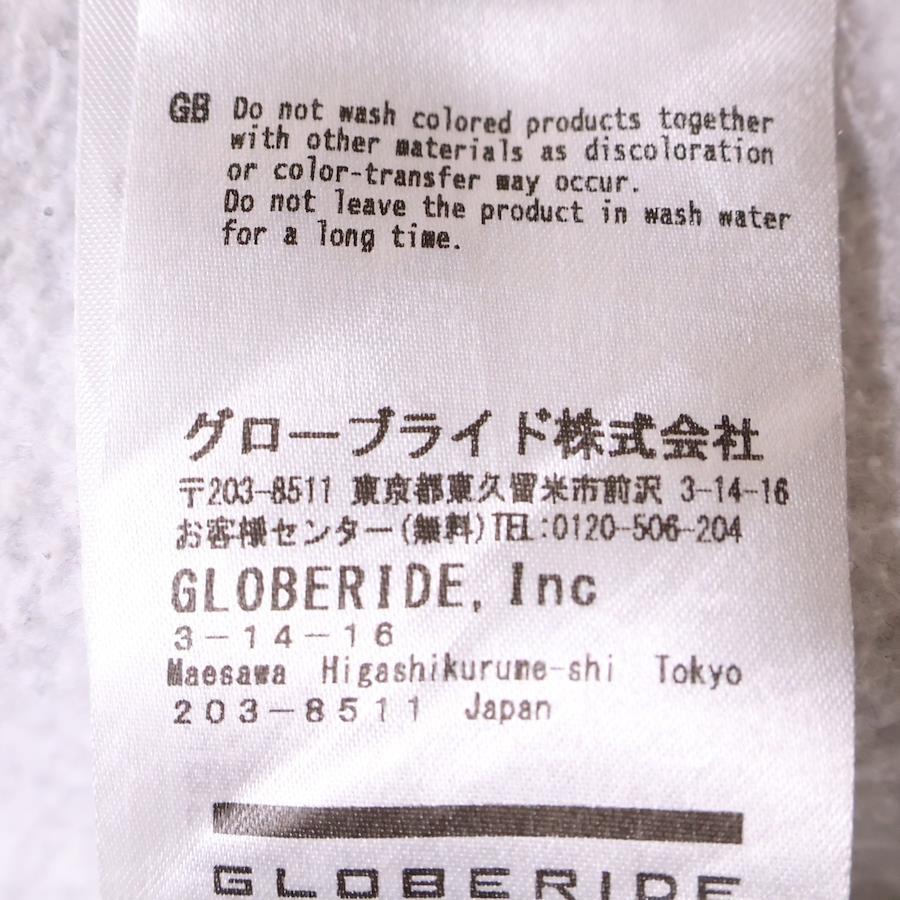 GB Do not wash colored products together
with other materials as discoloration
or color-transfer may occur.
Do not leave the product in wash water
for a long time.
グローブライド株式会社
〒203-8511 東京都東久留米市前沢 3-14-16
お客様センター(無料)TEL:0120-506-204
GLOBERIDE, Inc
3-14-16
Maesawa Higashikurume-shi Tokyo
203-8511 Japan
GLOBERIDE